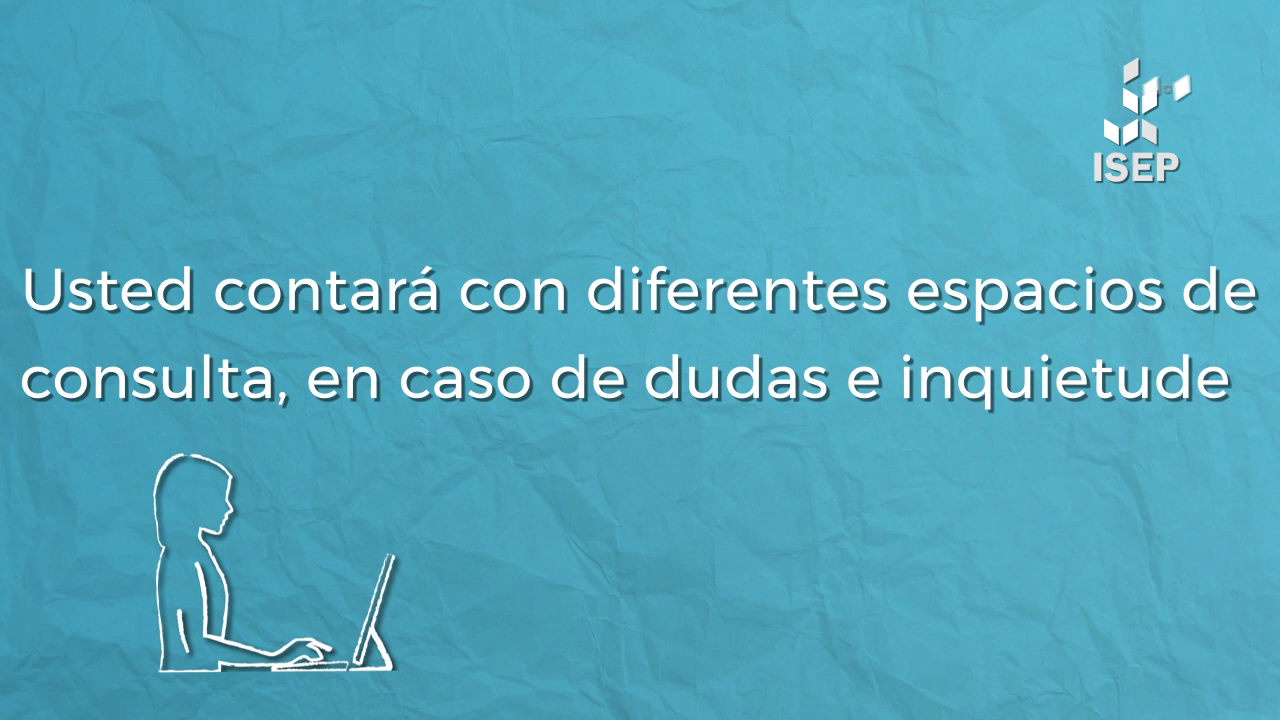 ISEP
Usted contará con diferentes espacios de
consulta, en caso de dudas e inquietude